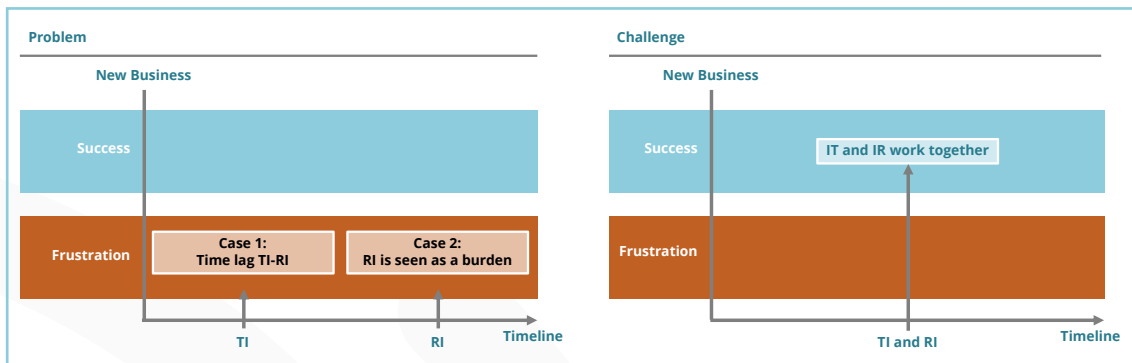 Problem
New Business
Success
Frustration
Case 1:
Time lag TI-RI
Case 2:
RI is seen as a burden
Timeline
TI
RI
Challenge
New Business
Success
IT and IR work together
Frustration
Timeline
TI and RI